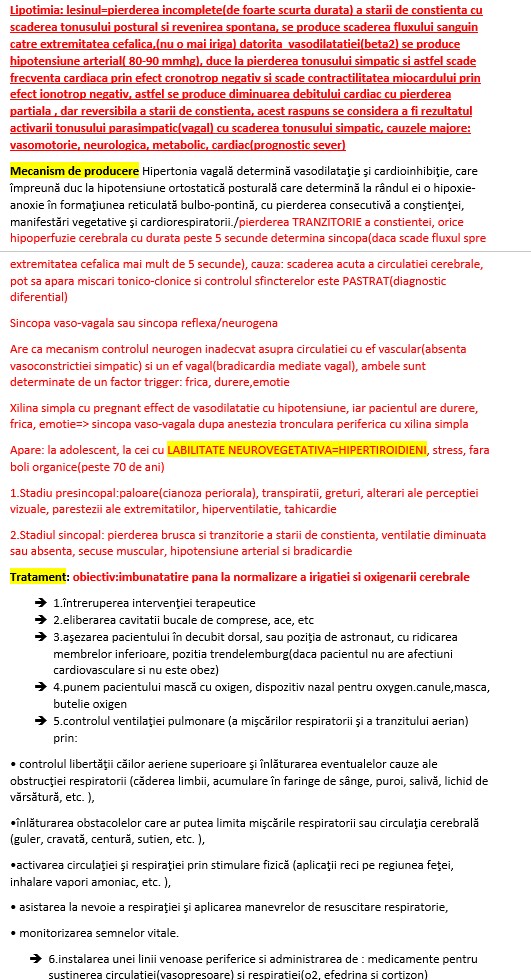 Lipotimia: lesinul=pierderea incomplete(de foarte scurta durata) a starii de constienta cu
scaderea tonusului postural si revenirea spontana, se produce scaderea fluxului sanguin
catre extremitatea cefalica,(nu o mai iriga) datorita vasodilatatiei(beta2) se produce
hipotensiune arterial( 80-90 mmhg), duce la pierderea tonusului simpatic si astfel scade
frecventa cardiaca prin efect cronotrop negativ si scade contractilitatea miocardului prin
efect ionotrop negativ, astfel se produce diminuarea debitului cardiac cu pierderea
partiala , dar reversibila a starii de constienta, acest raspuns se considera a fi rezultatul
activarii tonusului parasimpatic(vagal) cu scaderea tonusului simpatic, cauzele majore:
vasomotorie, neurologica, metabolic, cardiac(prognostic sever)
Mecanism de producere Hipertonia vagală determină vasodilataţie şi cardioinhibiţie, care
împreună duc la hipotensiune ortostatică posturală care determină la rândul ei o hipoxie-
anoxie în formaţiunea reticulată bulbo-pontină, cu pierderea consecutivă a conştienţei,
manifestări vegetative şi cardiorespiratorii./pierderea TRANZITORIE a constientei, orice
hipoperfuzie cerebrala cu durata peste 5 secunde determina sincopa(daca scade fluxul spre
extremitatea cefalica mai mult de 5 secunde), cauza: scaderea acuta a circulatiei cerebrale,
pot sa apara miscari tonico-clonice si controlul sfincterelor este PASTRAT(diagnostic
diferential)
Sincopa vaso-vagala sau sincopa reflexa/neurogena
Are ca mecanism controlul neurogen inadecvat asupra circulatiei cu ef vascular(absenta
vasoconstrictiei simpatic) si un ef vagal(bradicardia mediate vagal), ambele sunt
determinate de un factor trigger: frica, durere,emotie
Xilina simpla cu pregnant effect de vasodilatatie cu hipotensiune, iar pacientul are durere,
frica, emotie=> sincopa vaso-vagala dupa anestezia tronculara periferica cu xilina simpla
Apare: la adolescent, la cei cu LABILITATE NEUROVEGETATIVA=HIPERTIROIDIENI, stress, fara
boli organice(peste 70 de ani)
1.Stadiu presincopal:paloare(cianoza periorala), transpiratii, greturi, alterari ale perceptiei
vizuale, parestezii ale extremitatilor, hiperventilatie, tahicardie
2.Stadiul sincopal: pierderea brusca si tranzitorie a starii de constienta, ventilatie diminuata
sau absenta, secuse muscular, hipotensiune arterial si bradicardie
Tratament: obiectiv:imbunatatire pana la normalizare a irigatiei si oxigenarii cerebrale
➔ 1.întreruperea intervenţiei terapeutice
➔ 2.eliberarea cavitatii bucale de comprese, ace, etc
➔ 3.aşezarea pacientului în decubit dorsal, sau poziţia de astronaut, cu ridicarea
membrelor inferioare, pozitia trendelemburg(daca pacientul nu are afectiuni
cardiovasculare si nu este obez)
➔ 4.punem pacientului mască cu oxigen, dispozitiv nazal pentru oxygen.canule,masca,
butelie oxigen
➔ 5.controlul ventilaţiei pulmonare (a mişcărilor respiratorii şi a tranzitului aerian)
prin:
• controlul libertăţii căilor aeriene superioare şi înlăturarea eventualelor cauze ale
obstrucţiei respiratorii (căderea limbii, acumulare în faringe de sânge, puroi, salivă, lichid de
vărsătură, etc. ),
•înlăturarea obstacolelor care ar putea limita mişcările respiratorii sau circulaţia cerebrală
(guler, cravată, centură, sutien, etc. ),
•activarea circulaţiei şi respiraţiei prin stimulare fizică (aplicaţii reci pe regiunea feţei,
inhalare vapori amoniac, etc. ),
• asistarea la nevoie a respiraţiei şi aplicarea manevrelor de resuscitare respiratorie,
• monitorizarea semnelor vitale.
➔ 6.instalarea unei linii venoase periferice si administrarea de : medicamente pentru
sustinerea circulatiei(vasopresoare) si respiratiei(o2, efedrina si cortizon)